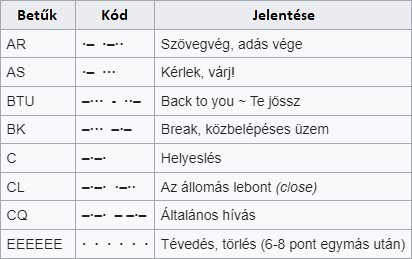 Betűk Kód Jelentése
AR ·– ·–·· Szövegvég, adás vége
AS ·– ··· Kérlek, várj!
BTU –··· - ··– Back to you ~ Te jössz
BK –··· –·– Break, közbelépéses üzem
C –·–· Helyeslés
CL –·–· ·–·· Az állomás lebont (close)
CQ –·–· – –·– Általános hívás
EEEEEE · · · · · · Tévedés, törlés (6-8 pont egymás után)